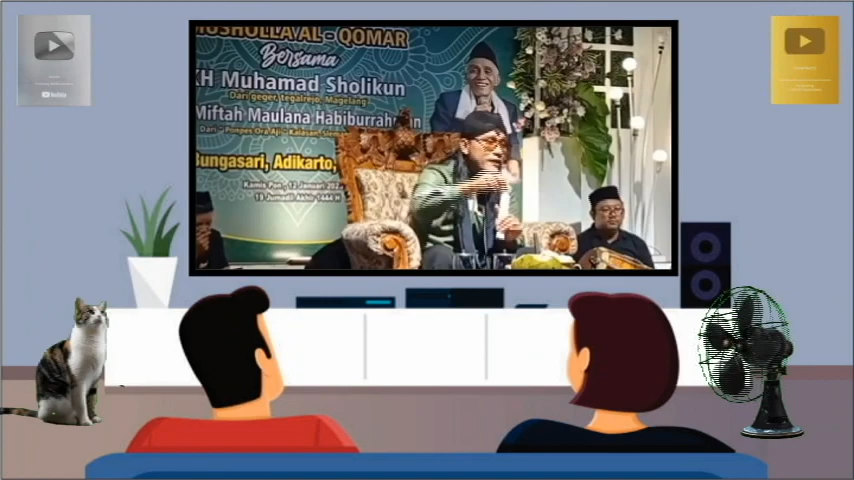 MUSHOLLA AL - QOMAR
Bersama
KH Muhamad Sholikun
Dari geger, tegalrejo, Magelang
Miftah Maulana Habiburrahman
Dari "Ponpes Ora Aji" Kalasan, Sleman
Bungasari, Adikarto,
Kamis Pon, 12 Januari 202
19 Jumadil Akhir 1444 H
YouTube